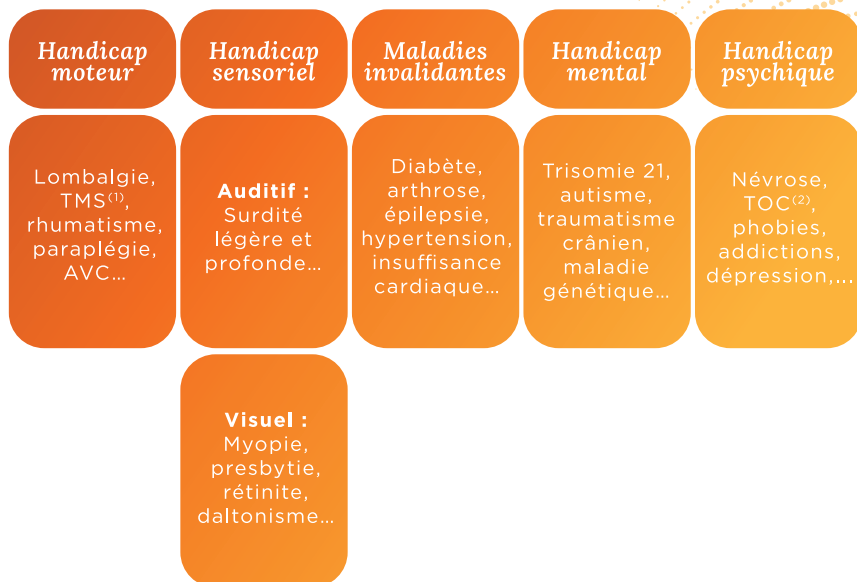 Handicap
moteur
Handicap
sensoriel
Maladies
invalidantes
Handicap
mental
Handicap
psychique
Lombalgie,
TMS⁽¹⁾,
rhumatisme,
paraplégie,
AVC…
Auditif :
Surdité
légère et
profonde…
Diabète,
arthrose,
épilepsie,
hypertension,
insuffisance
cardiaque…
Trisomie 21,
autisme,
traumatisme
crânien,
maladie
génétique…
Névrose,
TOC⁽²⁾,
phobies,
addictions,
dépression,...
Visuel :
Myopie,
presbytie,
rétinite,
daltonisme…